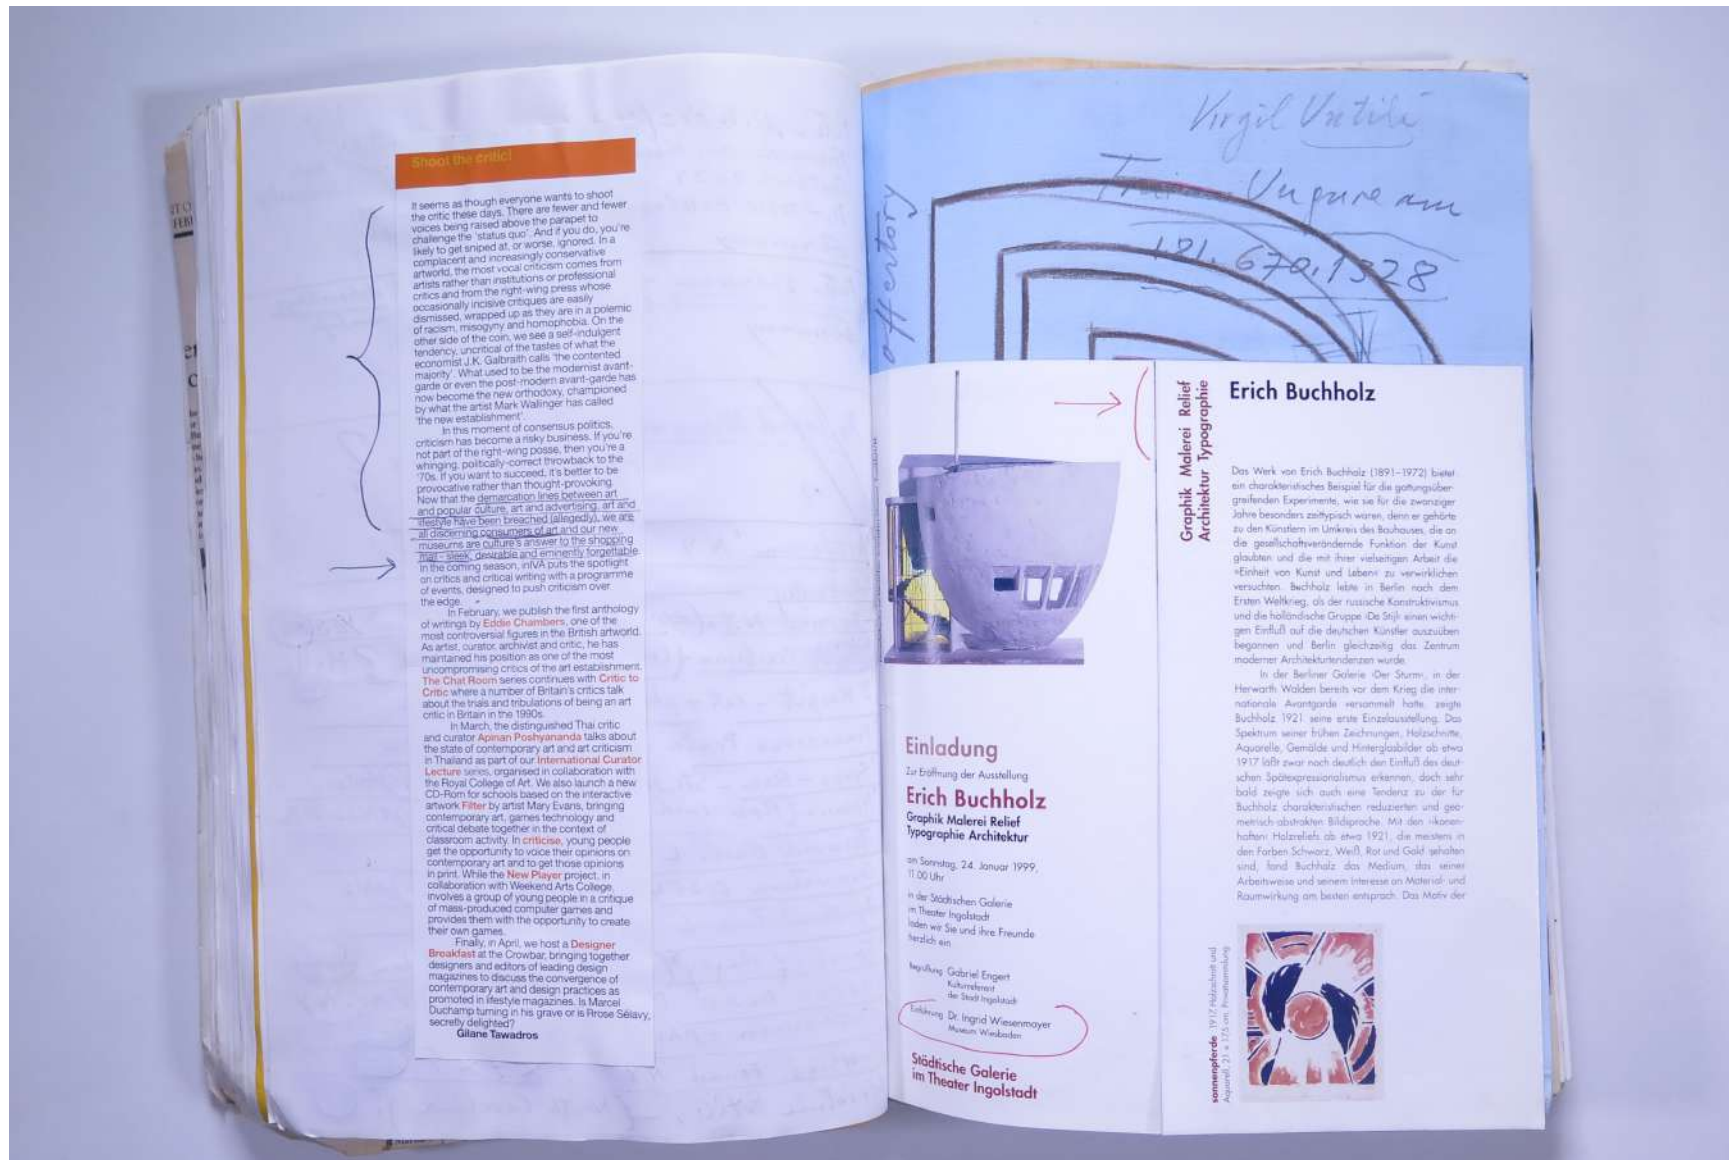 Shoot the critic!
It seems as though everyone wants to shoot
the critic these days. There are fewer and fewer
voices being raised above the parapet to
challenge the 'status quo'. And if you do, you're
likely to get sniped at, or worse, ignored. In a
complacent and increasingly conservative
artworld, the most vocal criticism comes from
artists rather than institutions or professional
critics and from the right-wing press whose
occasionally incisive critiques are easily
dismissed, wrapped up as they are in a polemic
of racism, misogyny and homophobia. On the
other side of the coin, we see a self-indulgent
tendency, uncritical of the tastes of what the
economist J.K. Galbraith calls 'the contented
majority'. What used to be the modernist avant-
garde or even the post-modern avant-garde has
now become the new orthodoxy, championed
by what the artist Mark Wallinger has called
'the new establishment'.
In this moment of consensus politics,
criticism has become a risky business. If you're
not part of the right-wing posse, then you're a
whinging, politically-correct throwback to the
'70s. If you want to succeed, it's better to be
provocative rather than thought-provoking.
Now that the demarcation lines between art
and popular culture, art and advertising, art and
lifestyle have been breached (allegedly), we are
all discerning consumers of art and our new
museums are culture's answer to the shopping
mall - sleek, desirable and eminently forgettable.
In the coming season, inIVA puts the spotlight
on critics and critical writing with a programme
of events, designed to push criticism over
the edge.
In February, we publish the first anthology
of writings by Eddie Chambers, one of the
most controversial figures in the British artworld.
As artist, curator, archivist and critic, he has
maintained his position as one of the most
uncompromising critics of the art establishment.
The Chat Room series continues with Critic to
Critic where a number of Britain's critics talk
about the trials and tribulations of being an art
critic in Britain in the 1990s.
In March, the distinguished Thai critic
and curator Apinan Poshyananda talks about
the state of contemporary art and art criticism
in Thailand as part of our International Curator
Lecture series, organised in collaboration with
the Royal College of Art. We also launch a new
CD-Rom for schools based on the interactive
artwork Filter by artist Mary Evans, bringing
contemporary art, games technology and
critical debate together in the context of
classroom activity. In criticise, young people
get the opportunity to voice their opinions on
contemporary art and to get those opinions
in print. While the New Player project, in
collaboration with Weekend Arts College,
involves a group of young people in a critique
of mass-produced computer games and
provides them with the opportunity to create
their own games.
Finally, in April, we host a Designer
Breakfast at the Crowbar, bringing together
designers and editors of leading design
magazines to discuss the convergence of
contemporary art and design practices as
promoted in lifestyle magazines. Is Marcel
Duchamp turning in his grave or is Rrose Sélavy,
secretly delighted?
Gilane Tawadros
Virgil
121.670.1328
offertory
Einladung
Zur Eröffnung der Ausstellung
Erich Buchholz
Graphik Malerei Relief
Typographie Architektur
am Sonntag, 24. Januar 1999,
11.00 Uhr
in der Städtischen Galerie
im Theater Ingolstadt
laden wir Sie und ihre Freunde
herzlich ein
Begrüßung Gabriel Engert
Kulturreferent
der Stadt Ingolstadt
Einführung Dr. Ingrid Wiesenmayer
Museum Wiesbaden
Städtische Galerie
im Theater Ingolstadt
Graphik Malerei Relief
Architektur Typographie
Erich Buchholz
Das Werk von Erich Buchholz (1891–1972) bietet
ein charakteristisches Beispiel für die gattungsüber-
greifenden Experimente, wie sie für die zwanziger
Jahre besonders zeittypisch waren, denn er gehörte
zu den Künstlern im Umkreis des Bauhauses, die an
die gesellschaftsverändernde Funktion der Kunst
glaubten und die mit ihrer vielseitigen Arbeit die
»Einheit von Kunst und Leben« zu verwirklichen
versuchten. Buchholz lebte in Berlin nach dem
Ersten Weltkrieg, als der russische Konstruktivismus
und die holländische Gruppe ›De Stijl‹ einen wichti-
gen Einfluß auf die deutschen Künstler auszuüben
begannen und Berlin gleichzeitig das Zentrum
moderner Architekturtendenzen wurde.
In der Berliner Galerie ›Der Sturm‹, in der
Herwarth Walden bereits vor dem Krieg die inter-
nationale Avantgarde versammelt hatte, zeigte
Buchholz 1921 seine erste Einzelausstellung. Das
Spektrum seiner frühen Zeichnungen, Holzschnitte,
Aquarelle, Gemälde und Hinterglasbilder ab etwa
1917 läßt zwar noch deutlich den Einfluß des deut-
schen Spätexpressionalismus erkennen, doch sehr
bald zeigte sich auch eine Tendenz zu der für
Buchholz charakteristischen reduzierten und geo-
metrisch-abstrakten Bildsprache. Mit den ›ikonen-
haften‹ Holzreliefs ab etwa 1921, die meistens in
den Farben Schwarz, Weiß, Rot und Gold gehalten
sind, fand Buchholz das Medium, das seiner
Arbeitsweise und seinem Interesse an Material- und
Raumwirkung am besten entsprach. Das Motiv der
sonnenpferde 1917 Holzschnitt und
Aquarell, 21 x 17,5 cm, Privatsammlung